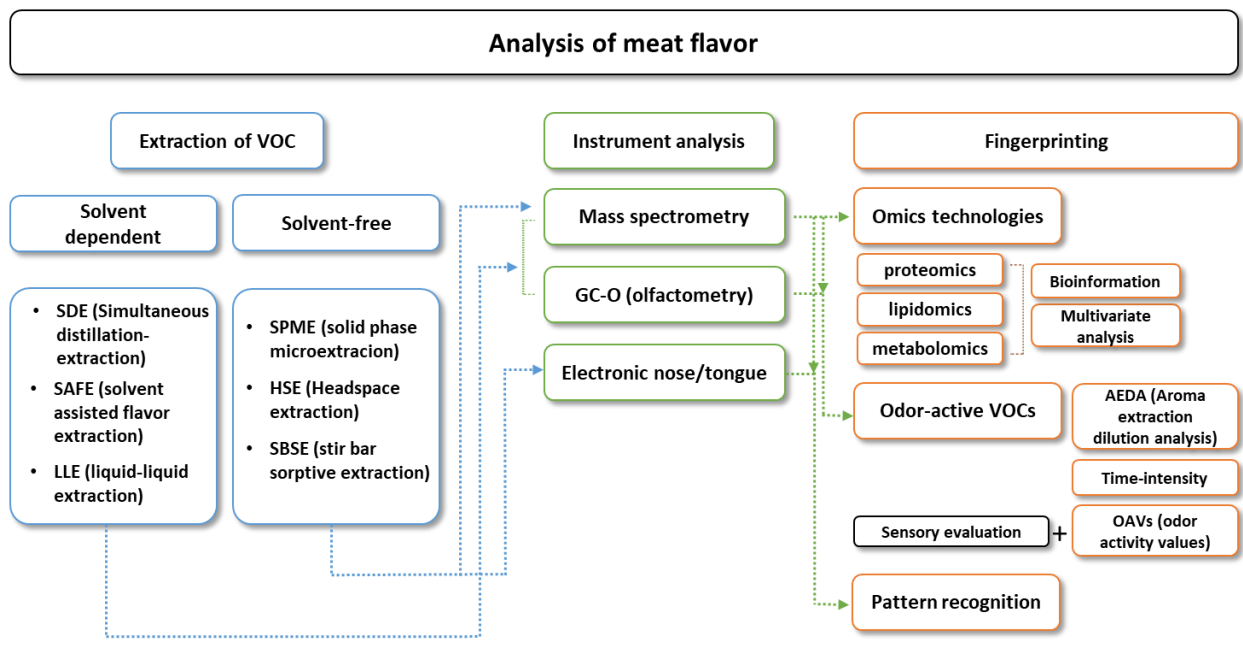 Analysis of meat flavor
Extraction of VOC
Instrument analysis
Fingerprinting
Solvent
dependent
Solvent-free
• SDE (Simultaneous
distillation-
extraction)
• SAFE (solvent
assisted flavor
extraction)
• LLE (liquid-liquid
extraction)
• SPME (solid phase
microextracion)
• HSE (Headspace
extraction)
• SBSE (stir bar
sorptive extraction)
Mass spectrometry
GC-O (olfactometry)
Electronic nose/tongue
Omics technologies
proteomics
lipidomics
metabolomics
Bioinformation
Multivariate
analysis
Odor-active VOCs
AEDA (Aroma
extraction
dilution analysis)
Time-intensity
Sensory evaluation
+
OAVs (odor
activity values)
Pattern recognition